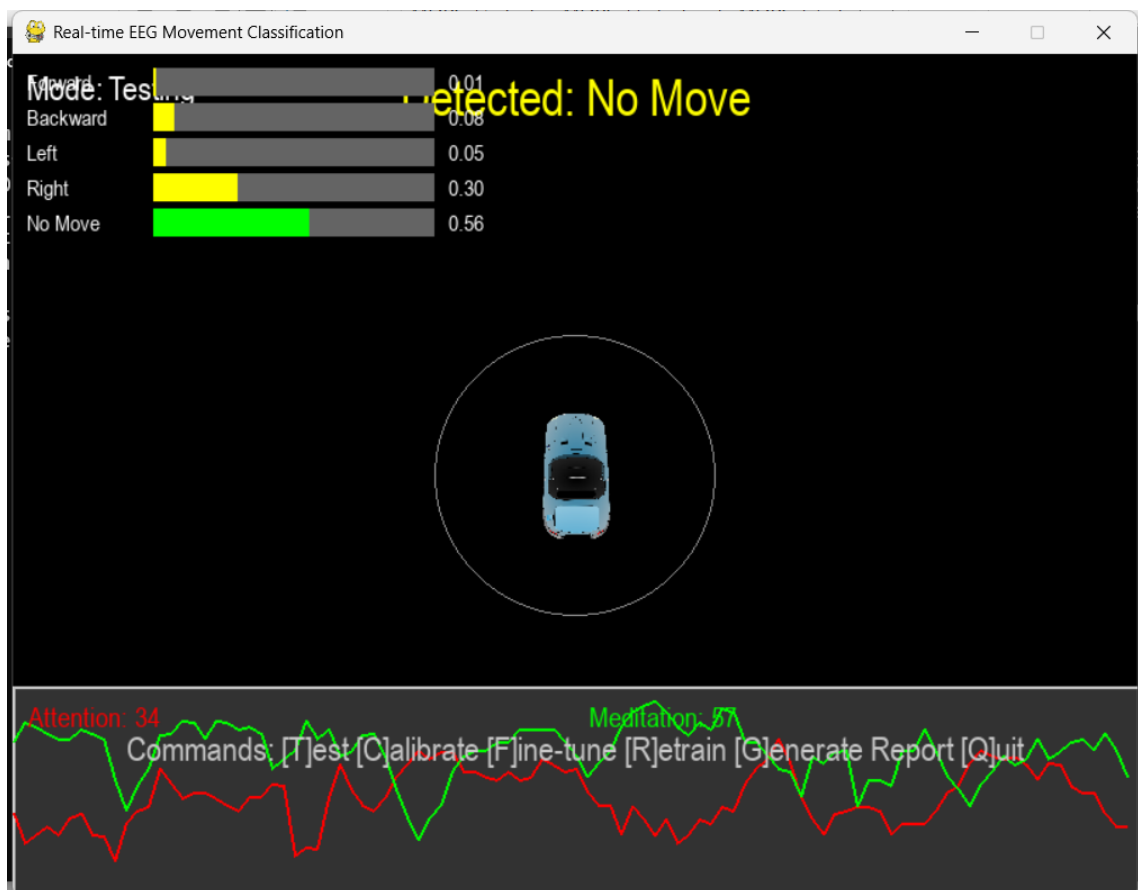 Real-time EEG Movement Classification
Forward 0.01
Mode: Testing
Detected: No Move
Backward 0.08
Left 0.05
Right 0.30
No Move 0.56
Attention: 34
Meditation: 57
Commands: [T]est [C]alibrate [F]ine-tune [R]etrain [G]enerate Report [Q]uit